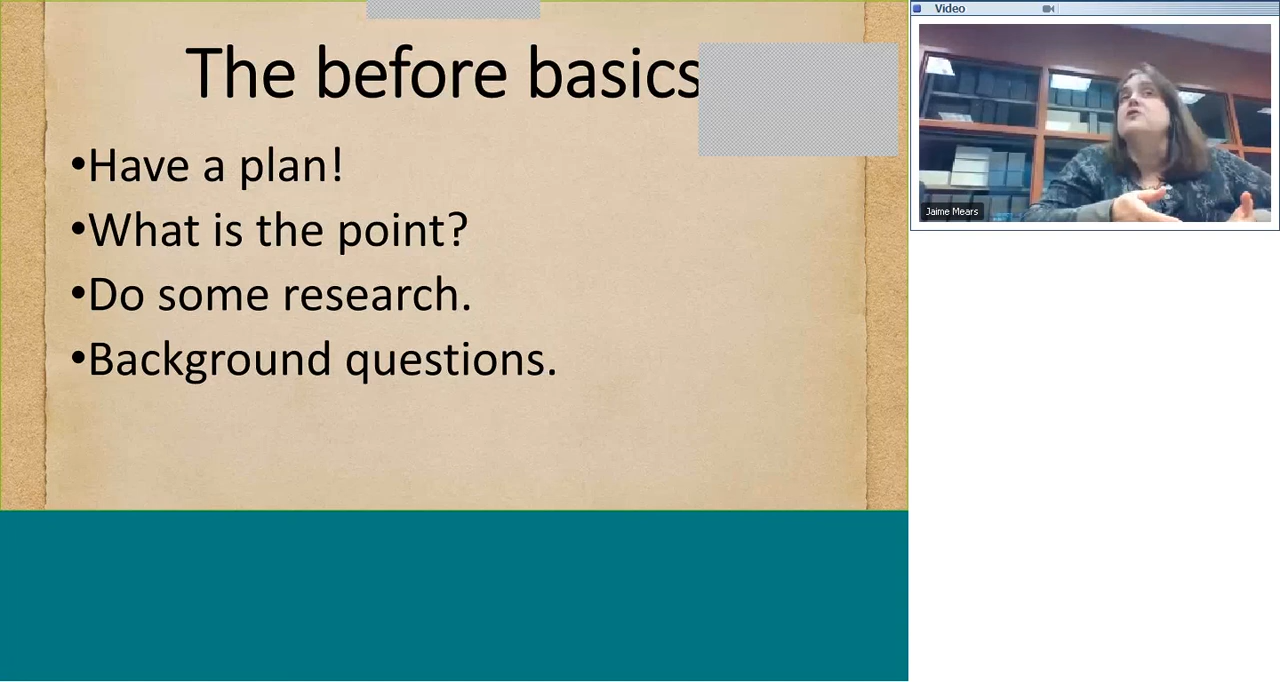 The before basics
•Have a plan!
•What is the point?
•Do some research.
•Background questions.
Video
Jaime Mears